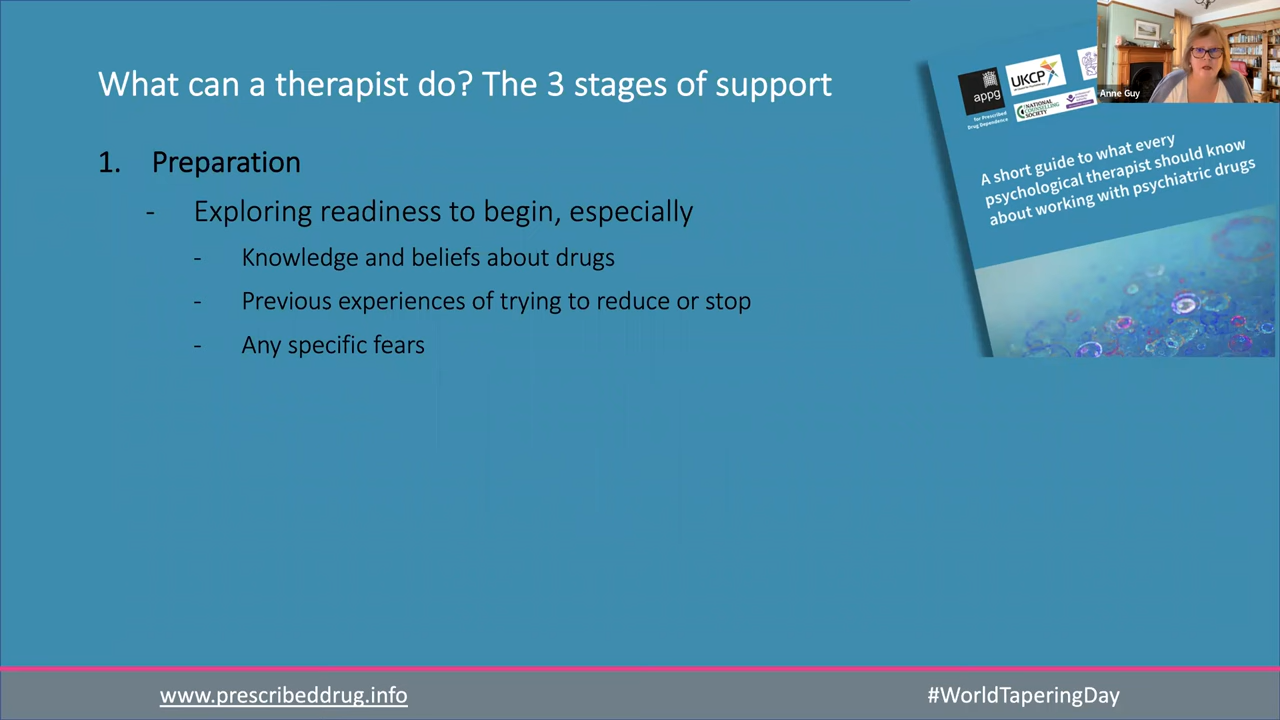 What can a therapist do? The 3 stages of support
1. Preparation
- Exploring readiness to begin, especially
- Knowledge and beliefs about drugs
- Previous experiences of trying to reduce or stop
- Any specific fears
appg
for Prescribed
Drug Dependence
UKCP
NATIONAL
COUNSELLING
SOCIETY
Anne Guy
A short guide to what every
psychological therapist should know
about working with psychiatric drugs
www.prescribeddrug.info
#WorldTaperingDay